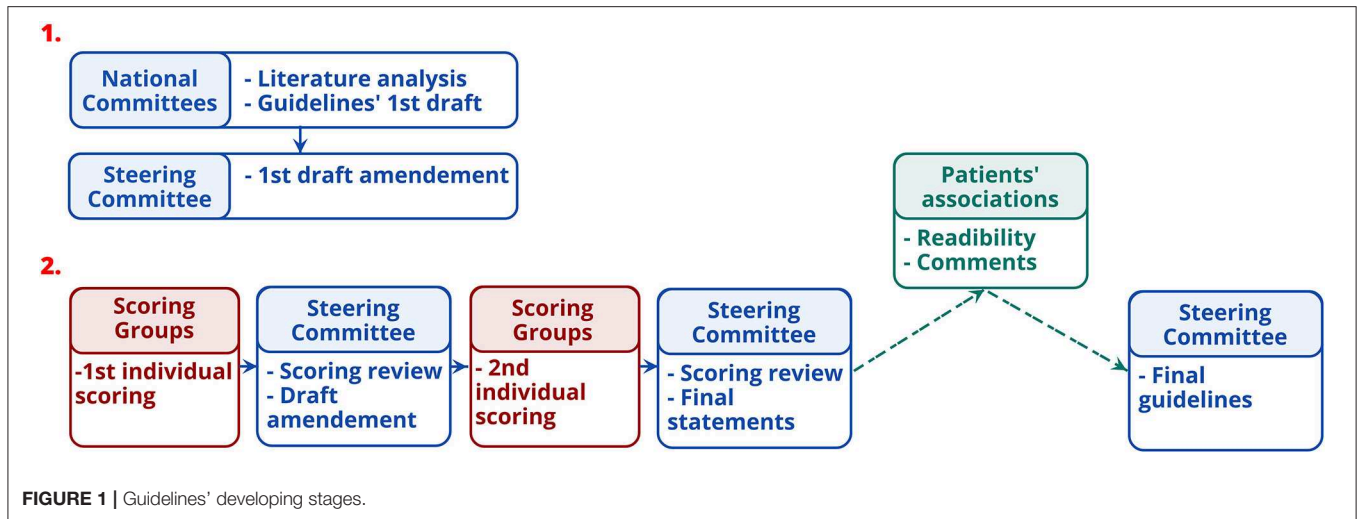 1.
National
Committees
- Literature analysis
- Guidelines' 1st draft
Steering
Committee
- 1st draft amendement
2.
Scoring
Groups
-1st individual
scoring
Steering
Committee
- Scoring review
- Draft
amendement
Scoring
Groups
- 2nd
individual
scoring
Steering
Committee
- Scoring review
- Final
statements
Patients'
associations
- Readibility
- Comments
Steering
Committee
- Final
guidelines
FIGURE 1 | Guidelines' developing stages.